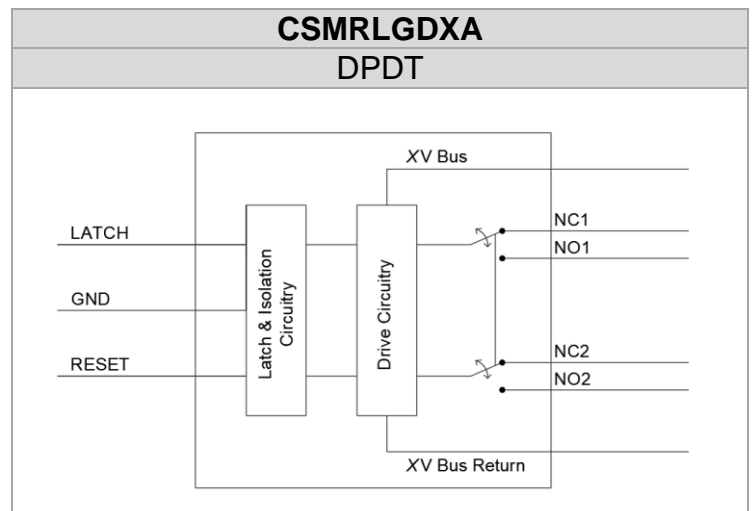 CSMRLGDXA
DPDT
XV Bus
LATCH
GND
RESET
Latch & Isolation
Circuitry
Drive Circuitry
NC1
NO1
NC2
NO2
XV Bus Return